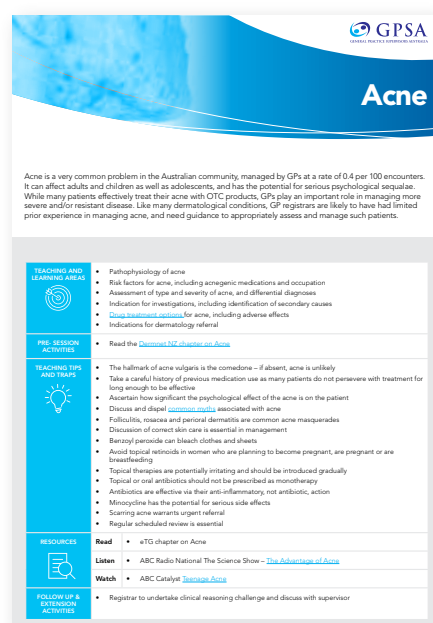 GPSA
GENERAL PRACTICE SUPERVISORS AUSTRALIA
Acne
Acne is a very common problem in the Australian community, managed by GPs at a rate of 0.4 per 100 encounters.
It can affect adults and children as well as adolescents, and has the potential for serious psychological sequalae.
While many patients effectively treat their acne with OTC products, GPs play an important role in managing more
severe and/or resistant disease. Like many dermatological conditions, GP registrars are likely to have had limited
prior experience in managing acne, and need guidance to appropriately assess and manage such patients.
TEACHING AND
LEARNING AREAS
• Pathophysiology of acne
• Risk factors for acne, including acnegenic medications and occupation
• Assessment of type and severity of acne, and differential diagnoses
• Indication for investigations, including identification of secondary causes
• Drug treatment options for acne, including adverse effects
• Indications for dermatology referral
PRE- SESSION
ACTIVITIES
• Read the Dermnet NZ chapter on Acne
TEACHING TIPS
AND TRAPS
• The hallmark of acne vulgaris is the comedone – if absent, acne is unlikely
• Take a careful history of previous medication use as many patients do not persevere with treatment for
long enough to be effective
• Ascertain how significant the psychological effect of the acne is on the patient
• Discuss and dispel common myths associated with acne
• Folliculitis, rosacea and perioral dermatitis are common acne masquerades
• Discussion of correct skin care is essential in management
• Benzoyl peroxide can bleach clothes and sheets
• Avoid topical retinoids in women who are planning to become pregnant, are pregnant or are
breastfeeding
• Topical therapies are potentially irritating and should be introduced gradually
• Topical or oral antibiotics should not be prescribed as monotherapy
• Antibiotics are effective via their anti-inflammatory, not antibiotic, action
• Minocycline has the potential for serious side effects
• Scarring acne warrants urgent referral
• Regular scheduled review is essential
RESOURCES
Read • eTG chapter on Acne
Listen • ABC Radio National The Science Show – The Advantage of Acne
Watch • ABC Catalyst Teenage Acne
FOLLOW UP &
EXTENSION
ACTIVITIES
• Registrar to undertake clinical reasoning challenge and discuss with supervisor